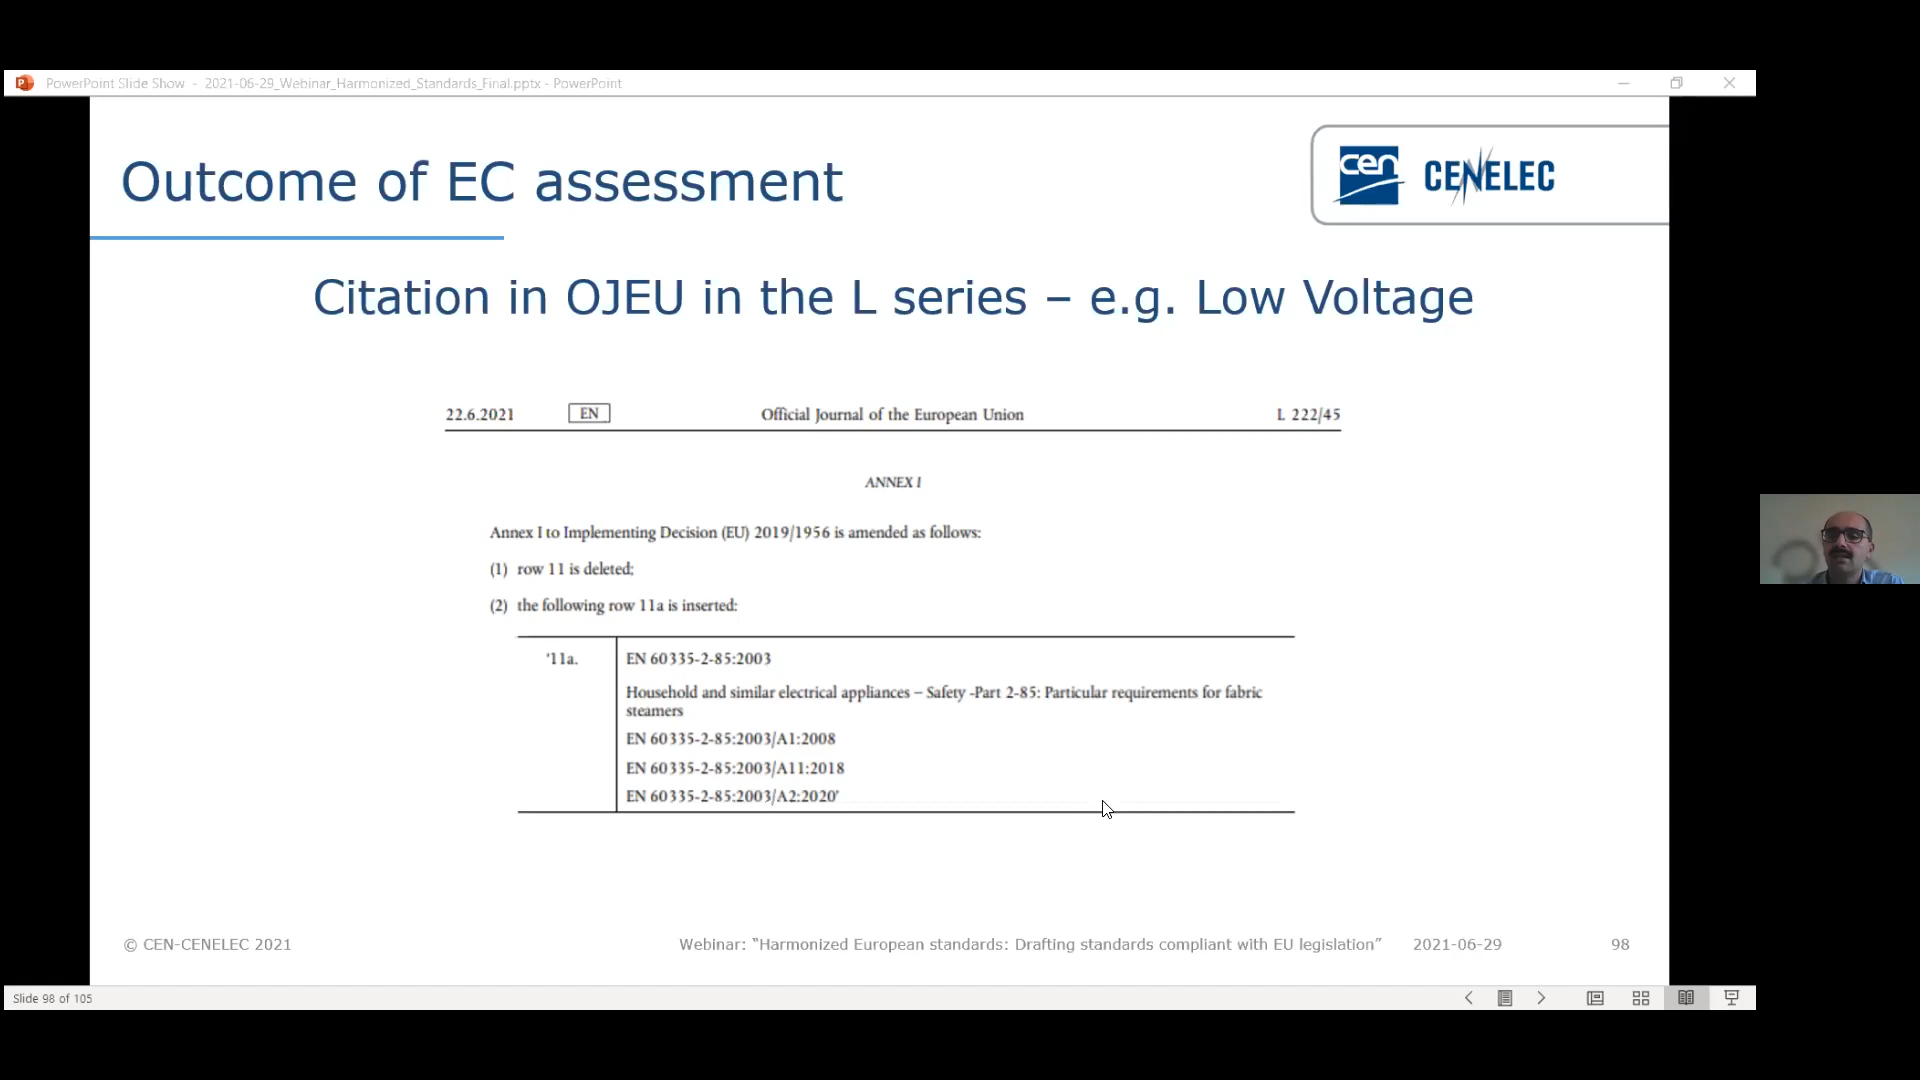 PowerPoint Slide Show - 2021-06-29_Webinar_Harmonized_Standards_Final.pptx - PowerPoint
Outcome of EC assessment
cen
CENELEC
Citation in OJEU in the L series – e.g. Low Voltage
22.6.2021 EN Official Journal of the European Union L 222/45
ANNEX I
Annex I to Implementing Decision (EU) 2019/1956 is amended as follows:
(1) row 11 is deleted;
(2) the following row 11a is inserted:
‘11a. EN 60335-2-85:2003
Household and similar electrical appliances – Safety -Part 2-85: Particular requirements for fabric
steamers
EN 60335-2-85:2003/A1:2008
EN 60335-2-85:2003/A11:2018
EN 60335-2-85:2003/A2:2020’
© CEN-CENELEC 2021
Webinar: “Harmonized European standards: Drafting standards compliant with EU legislation” 2021-06-29 98
Slide 98 of 105